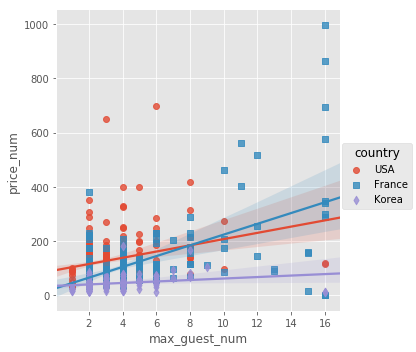 1000
800
600
400
200
0
price_num
2 4 6 8 10 12 14 16
max_guest_num
country
USA
France
Korea